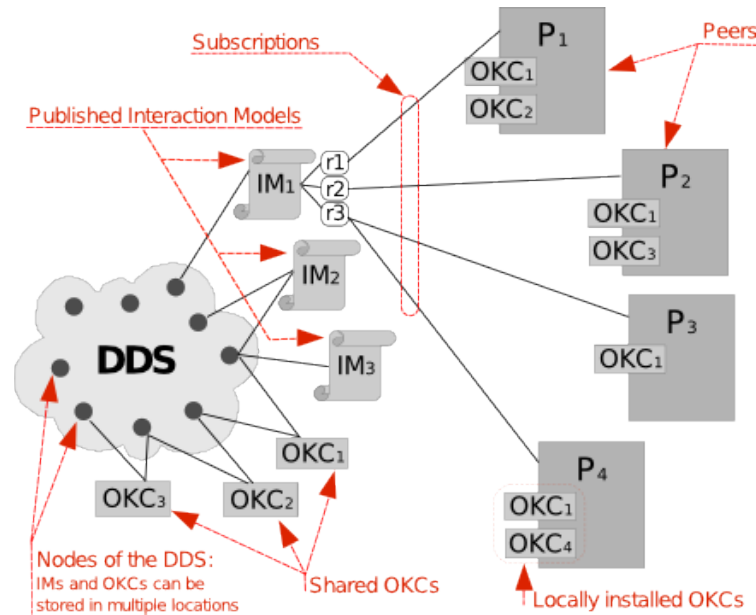 Subscriptions
P1
Peers
OKC1
OKC2
Published Interaction Models
r1
IM1
r2
r3
P2
OKC1
OKC3
IM2
P3
DDS
IM3
OKC1
OKC1
P4
OKC3
OKC2
OKC1
OKC4
Nodes of the DDS:
IMs and OKCs can be
stored in multiple locations
Shared OKCs
Locally installed OKCs